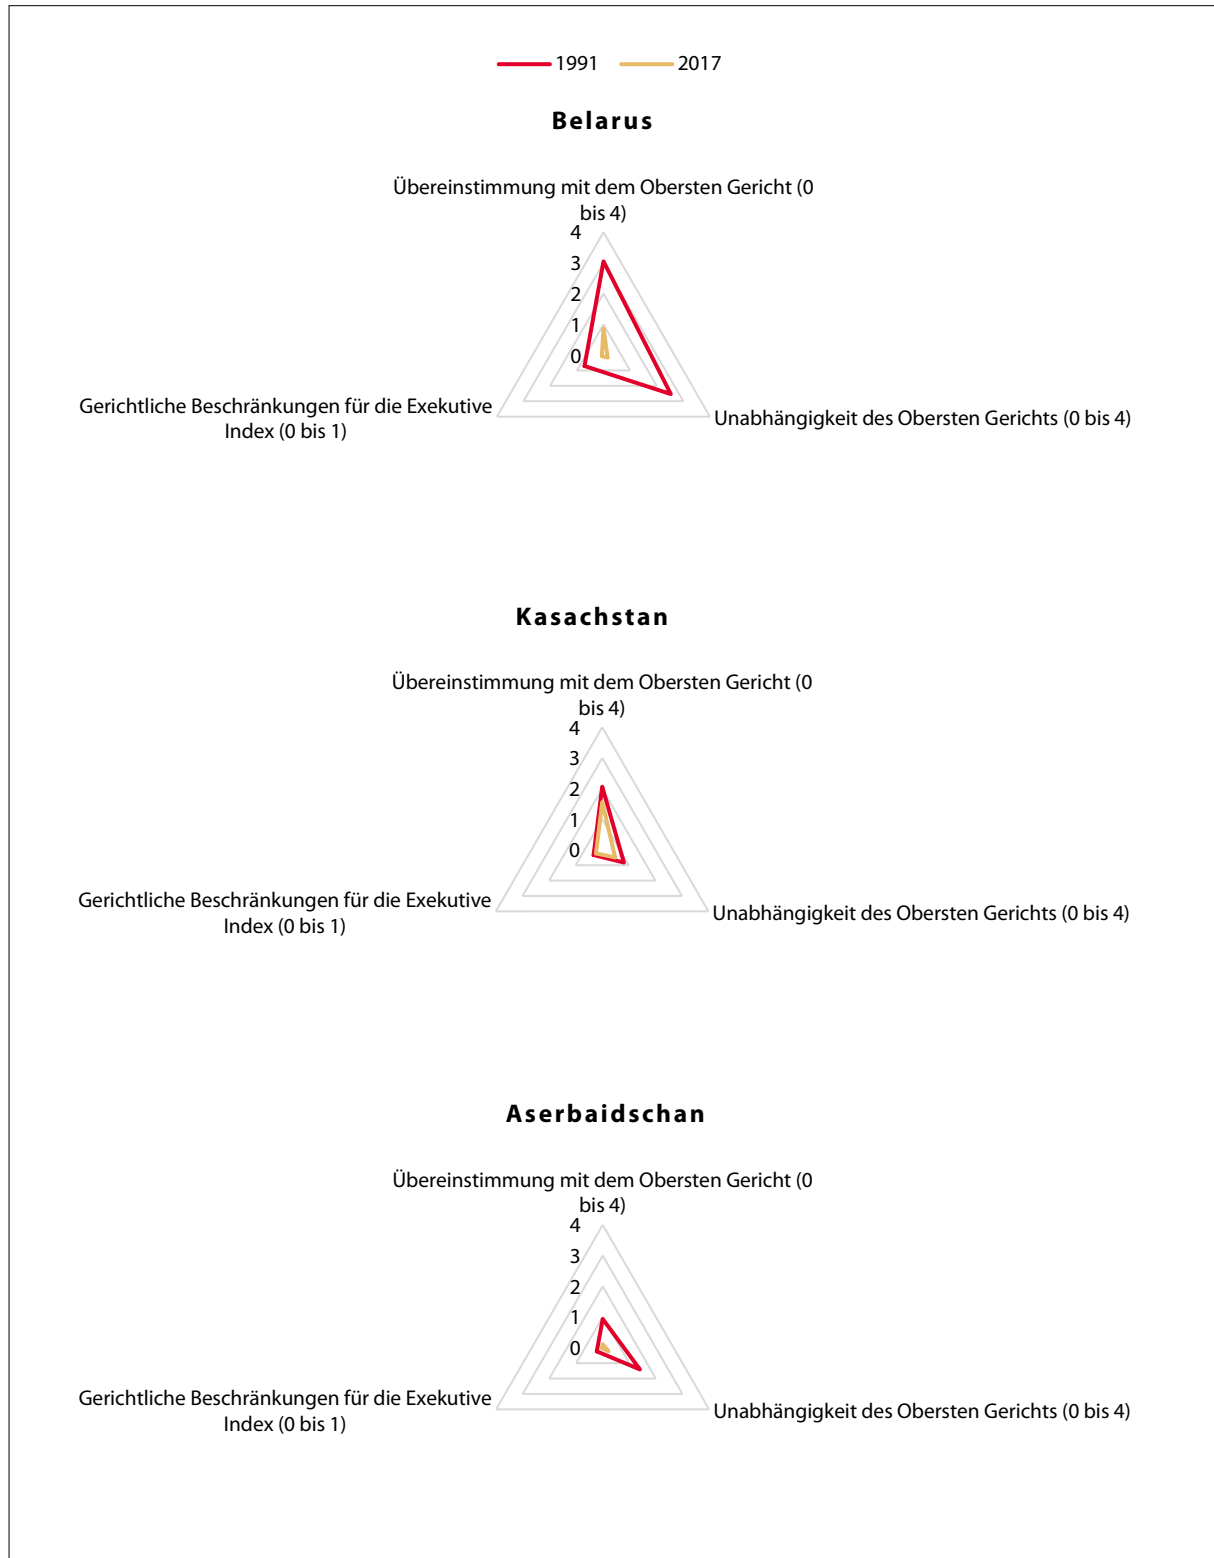 1991 2017
Belarus
Übereinstimmung mit dem Obersten Gericht (0
bis 4)
4
3
2
1
0
Gerichtliche Beschränkungen für die Exekutive
Index (0 bis 1)
Unabhängigkeit des Obersten Gerichts (0 bis 4)
Kasachstan
Übereinstimmung mit dem Obersten Gericht (0
bis 4)
4
3
2
1
0
Gerichtliche Beschränkungen für die Exekutive
Index (0 bis 1)
Unabhängigkeit des Obersten Gerichts (0 bis 4)
Aserbaidschan
Übereinstimmung mit dem Obersten Gericht (0
bis 4)
4
3
2
1
0
Gerichtliche Beschränkungen für die Exekutive
Index (0 bis 1)
Unabhängigkeit des Obersten Gerichts (0 bis 4)